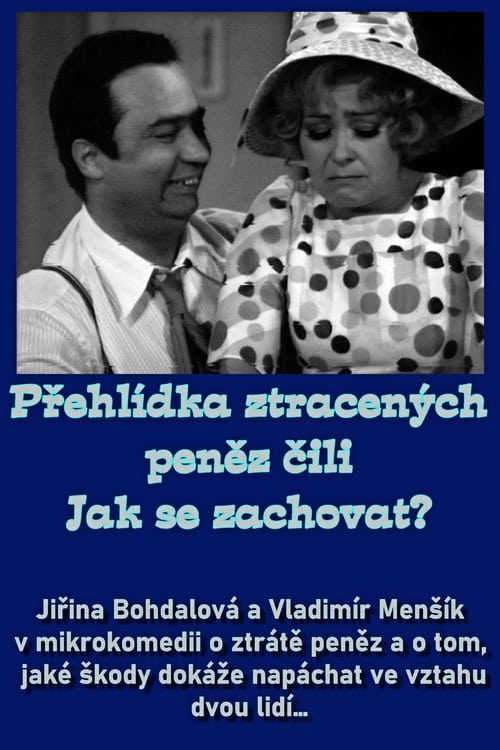 Přehlídka ztracených
peněz čili
Jak se zachovat?
Jiřina Bohdalová a Vladimír Menšík
v mikrokomedii o ztrátě peněz a o tom,
jaké škody dokáže napáchat ve vztahu
dvou lidí...